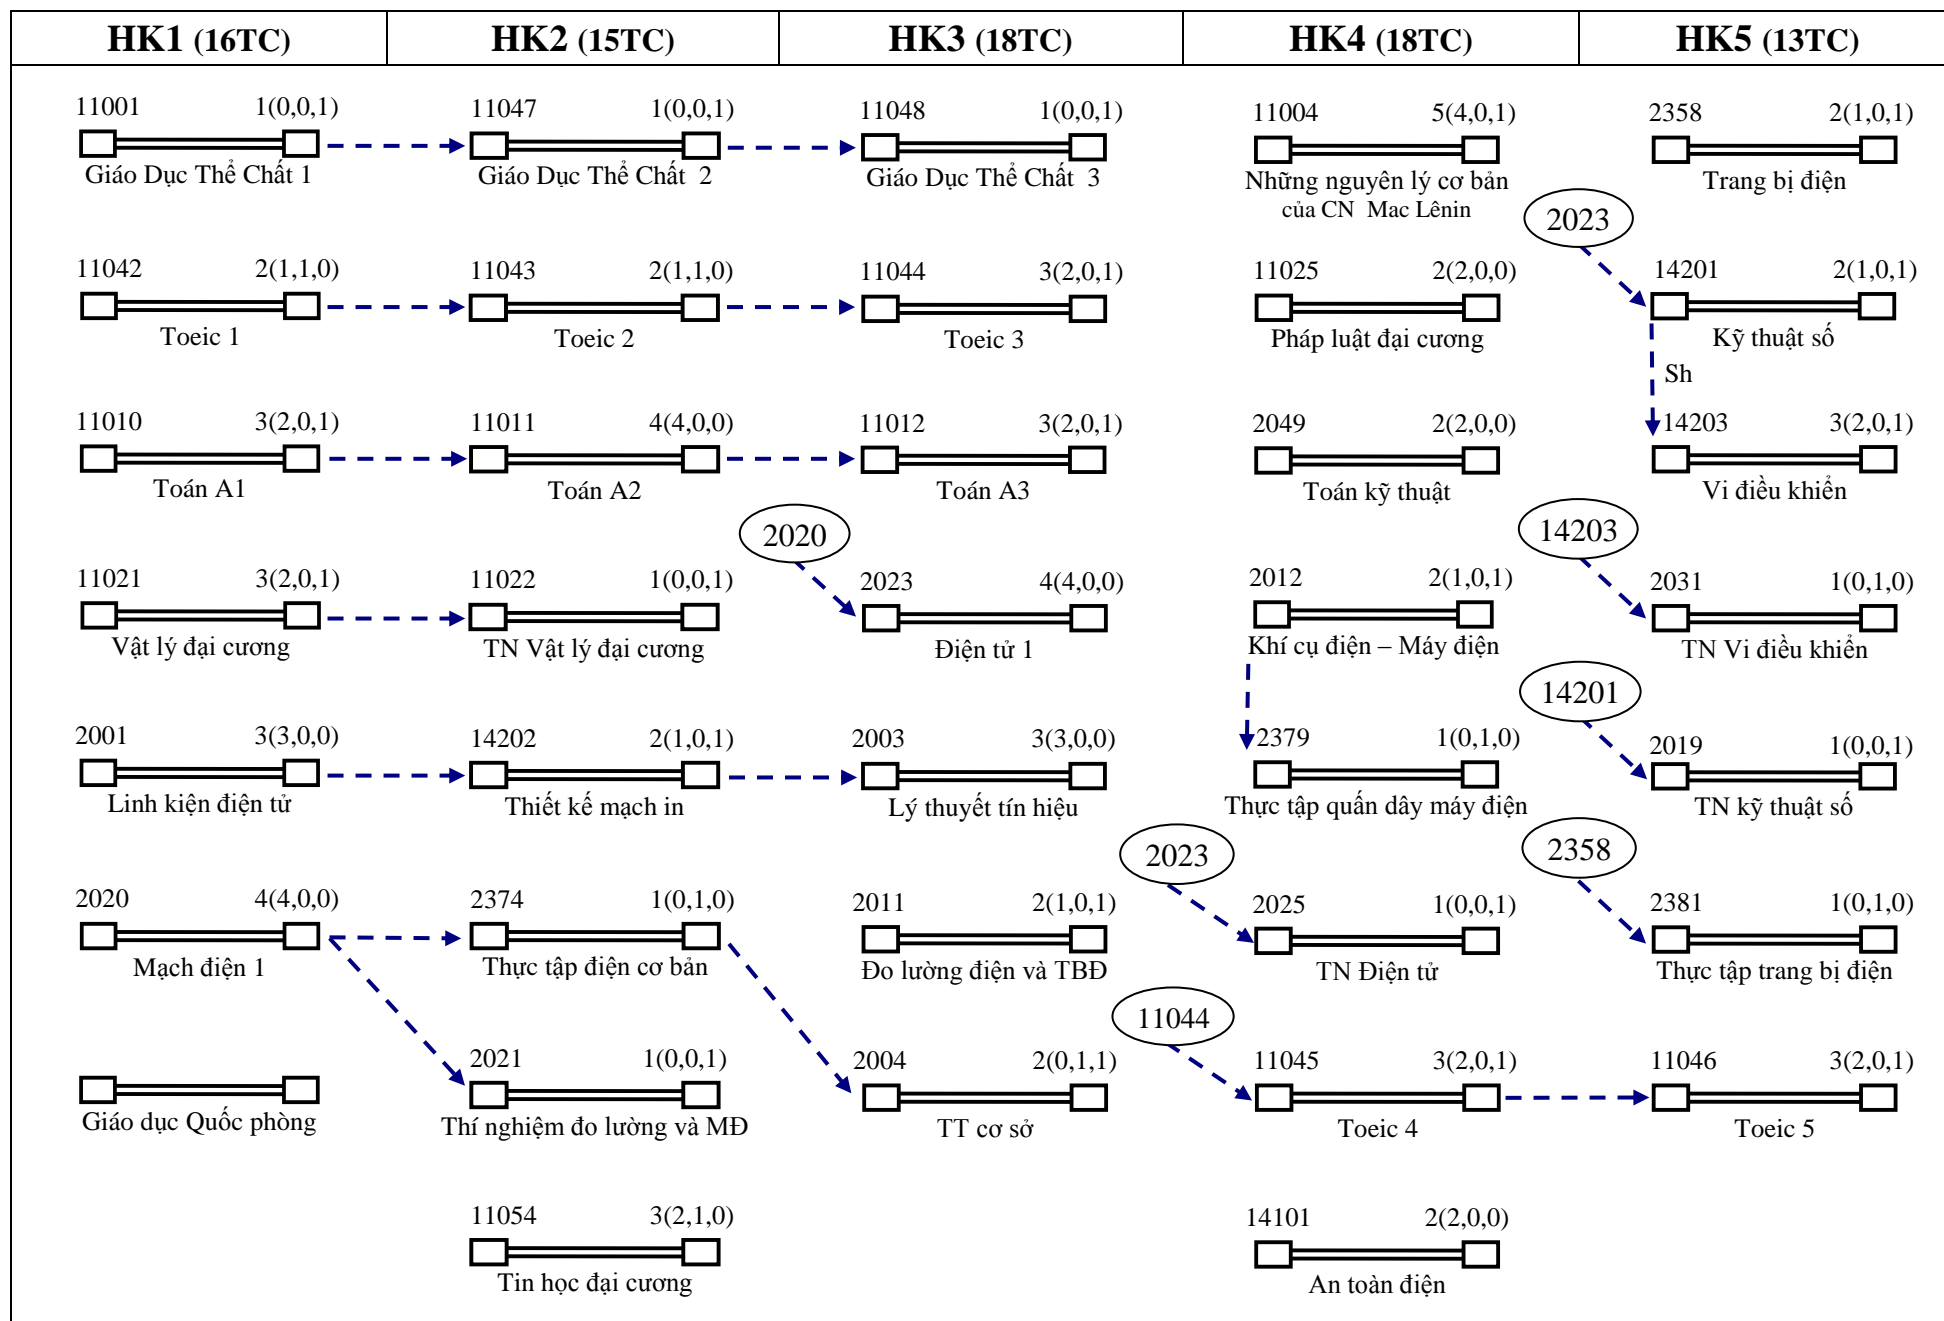 HK1 (16TC) HK2 (15TC) HK3 (18TC) HK4 (18TC) HK5 (13TC)
11001 1(0,0,1) 11047 1(0,0,1) 11048 1(0,0,1) 11004 5(4,0,1) 2358 2(1,0,1)
Giáo Dục Thể Chất 1 Giáo Dục Thể Chất 2 Giáo Dục Thể Chất 3 Những nguyên lý cơ bản Trang bị điện
của CN Mac Lênin
2023
11042 2(1,1,0) 11043 2(1,1,0) 11044 3(2,0,1) 11025 2(2,0,0) 14201 2(1,0,1)
Toeic 1 Toeic 2 Toeic 3 Pháp luật đại cương Kỹ thuật số
Sh
11010 3(2,0,1) 11011 4(4,0,0) 11012 3(2,0,1) 2049 2(2,0,0) 14203 3(2,0,1)
Toán A1 Toán A2 Toán A3 Toán kỹ thuật Vi điều khiển
2020 14203
11021 3(2,0,1) 11022 1(0,0,1) 2023 4(4,0,0) 2012 2(1,0,1) 2031 1(0,1,0)
Vật lý đại cương TN Vật lý đại cương Điện tử 1 Khí cụ điện – Máy điện TN Vi điều khiển
14201
2001 3(3,0,0) 14202 2(1,0,1) 2003 3(3,0,0) 2379 1(0,1,0) 2019 1(0,0,1)
Linh kiện điện tử Thiết kế mạch in Lý thuyết tín hiệu Thực tập quấn dây máy điện TN kỹ thuật số
2023 2358
2020 4(4,0,0) 2374 1(0,1,0) 2011 2(1,0,1) 2025 1(0,0,1) 2381 1(0,1,0)
Mạch điện 1 Thực tập điện cơ bản Đo lường điện và TBĐ TN Điện tử Thực tập trang bị điện
11044
2021 1(0,0,1) 2004 2(0,1,1) 11045 3(2,0,1) 11046 3(2,0,1)
Giáo dục Quốc phòng Thí nghiệm đo lường và MĐ TT cơ sở Toeic 4 Toeic 5
11054 3(2,1,0) 14101 2(2,0,0)
Tin học đại cương An toàn điện